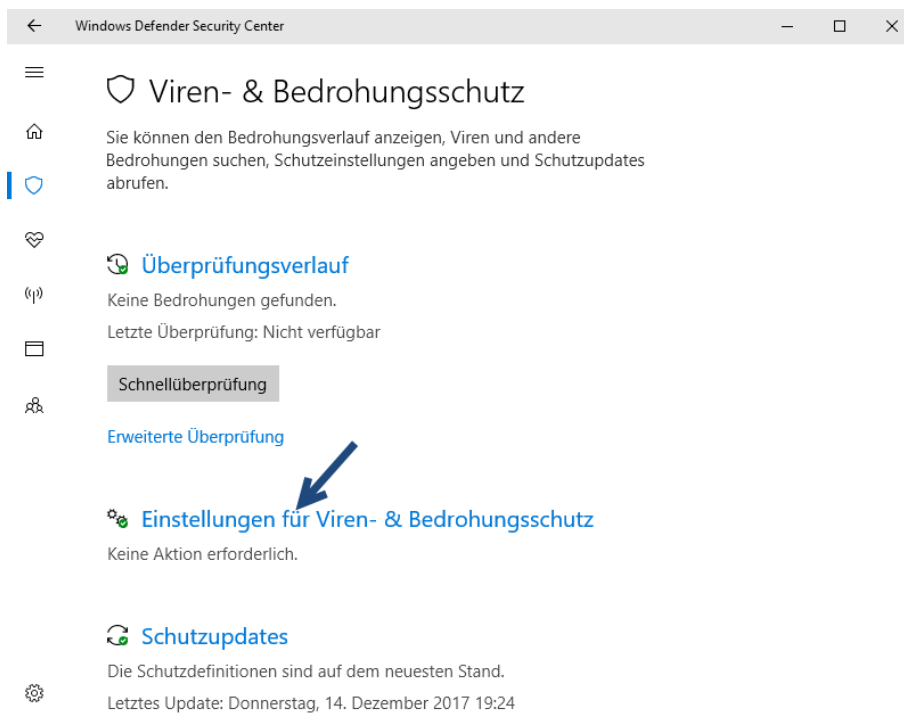 Windows Defender Security Center
Viren- & Bedrohungsschutz
Sie können den Bedrohungsverlauf anzeigen, Viren und andere
Bedrohungen suchen, Schutzeinstellungen angeben und Schutzupdates
abrufen.
Überprüfungsverlauf
Keine Bedrohungen gefunden.
Letzte Überprüfung: Nicht verfügbar
Schnellüberprüfung
Erweiterte Überprüfung
Einstellungen für Viren- & Bedrohungsschutz
Keine Aktion erforderlich.
Schutzupdates
Die Schutzdefinitionen sind auf dem neuesten Stand.
Letztes Update: Donnerstag, 14. Dezember 2017 19:24